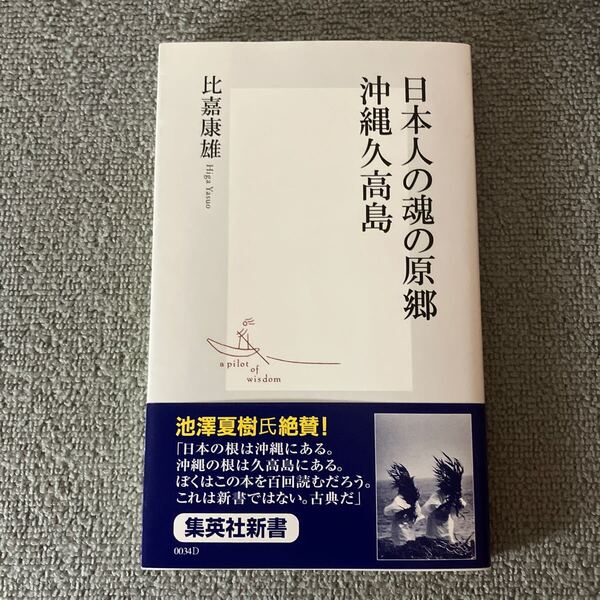 日本人の魂の原郷
沖縄久高島
比嘉康雄
Higa Yasuo
a pilot
of
wisdom
池澤夏樹氏絶賛!
「日本の根は沖縄にある。
沖縄の根は久高島にある。
ぼくはこの本を百回読むだろう。
これは新書ではない。古典だ」
集英社新書
0034D